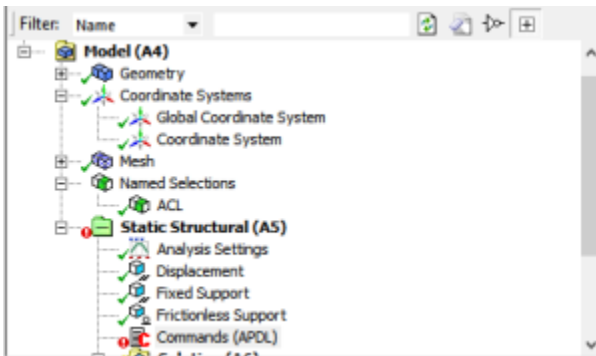 Filter: Name
Model (A4)
Geometry
Coordinate Systems
Global Coordinate System
Coordinate System
Mesh
Named Selections
ACL
Static Structural (A5)
Analysis Settings
Displacement
Fixed Support
Frictionless Support
Commands (APDL)